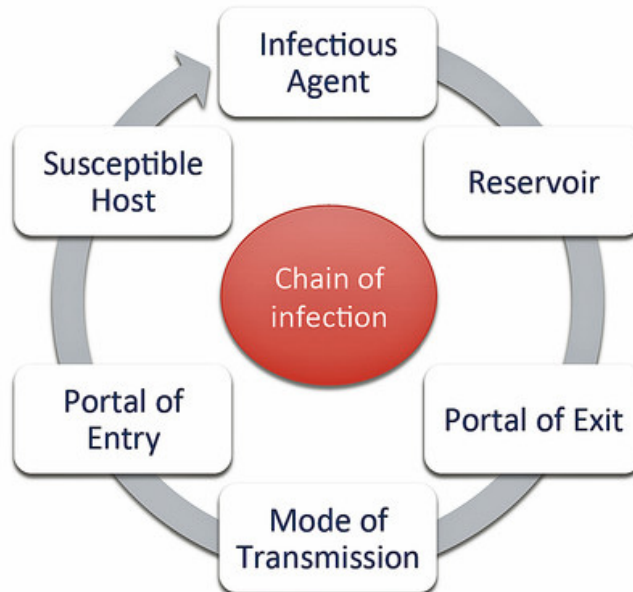 Infectious
Agent
Reservoir
Portal of Exit
Mode of
Transmission
Portal of
Entry
Susceptible
Host
Chain of
infection